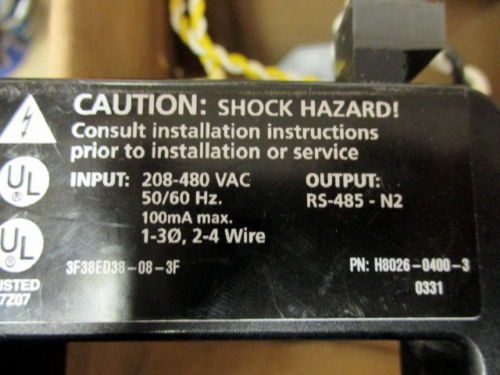 CAUTION: SHOCK HAZARD!
Consult installation instructions
prior to installation or service
INPUT: 208-480 VAC
50/60 Hz.
100mA max.
1-3Ø, 2-4 Wire
OUTPUT:
RS-485 - N2
UL
®
UL
®
ISTED
7Z07
3F38ED38-08-3F
PN: H8026-0400-3
0331